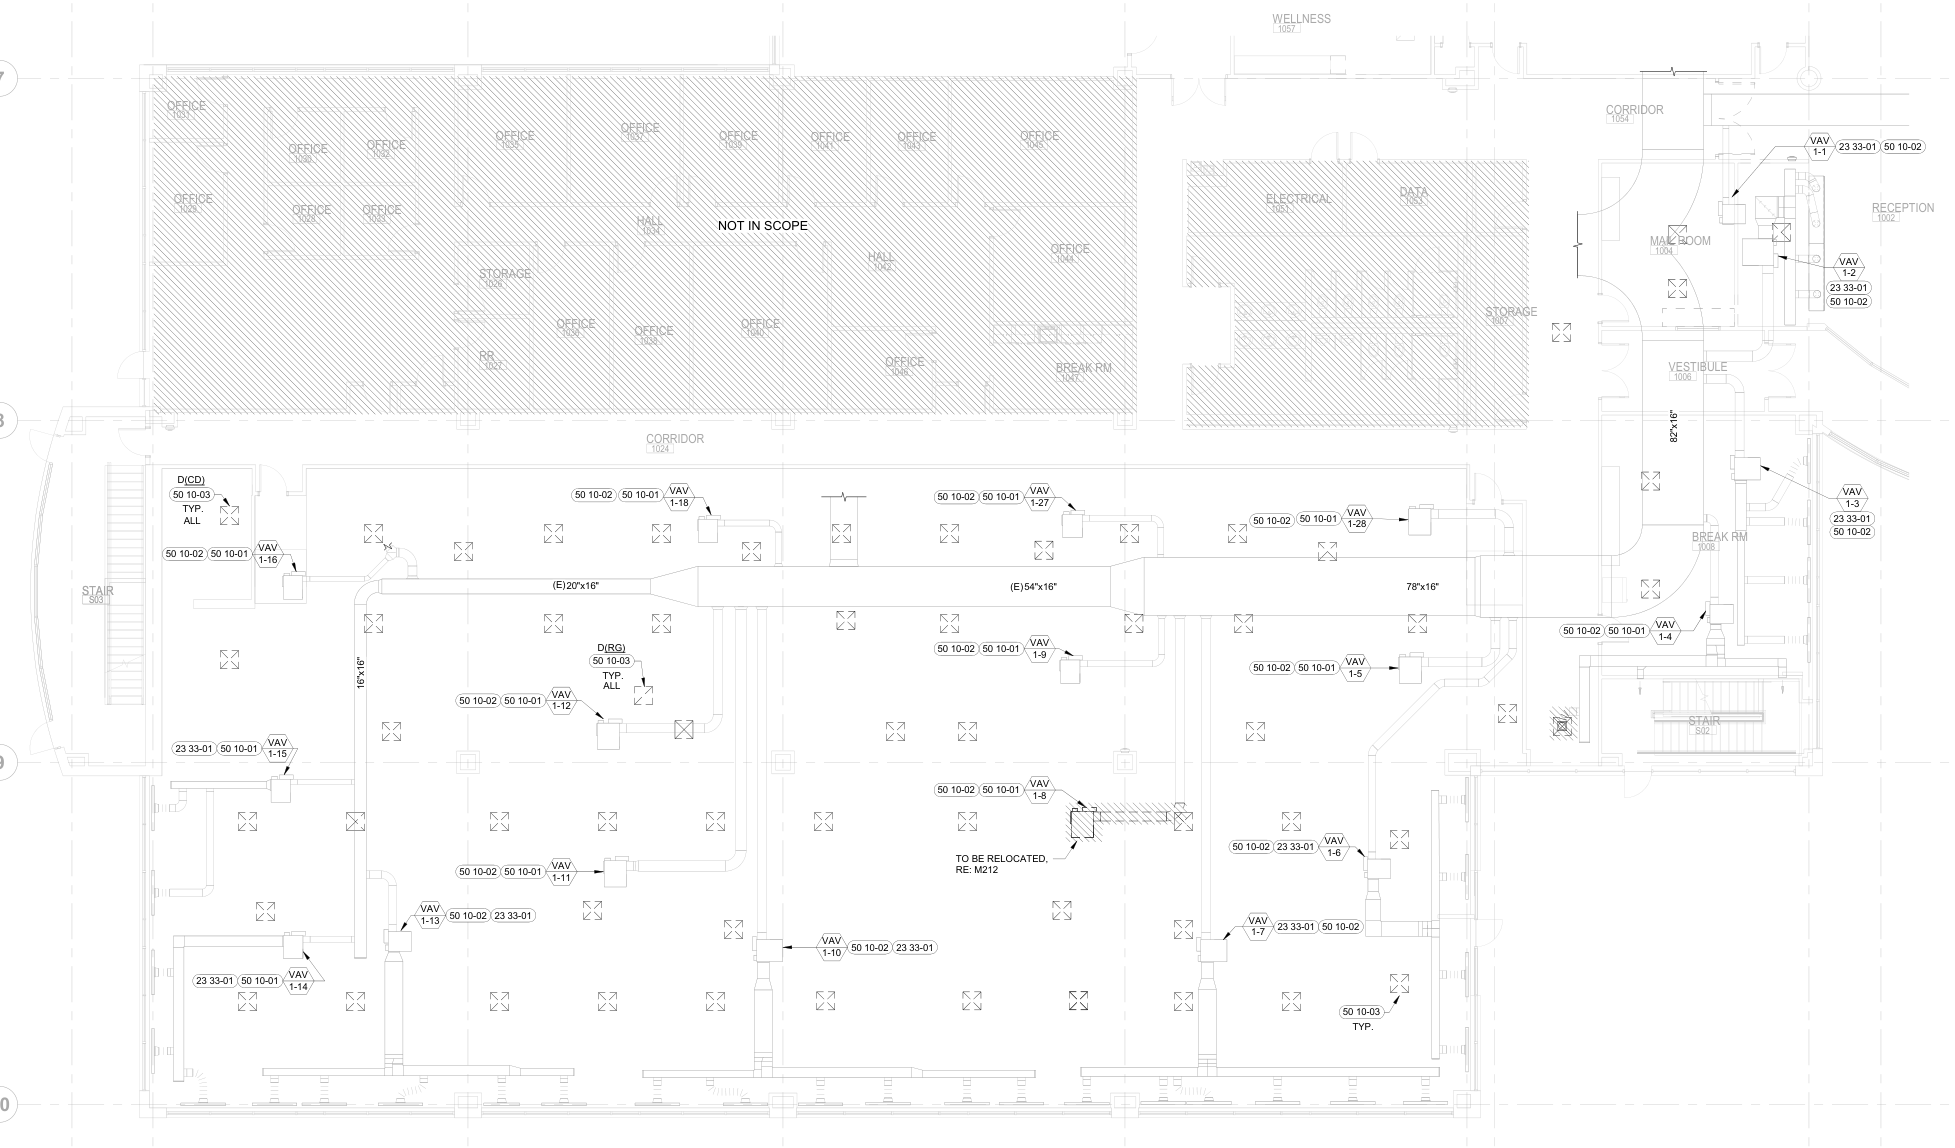 WELLNESS
1057
7
OFFICE
1031
OFFICE
1030
OFFICE
1032
OFFICE
1035
OFFICE
1037
OFFICE
1039
OFFICE
1041
OFFICE
1043
OFFICE
1045
CORRIDOR
1054
VAV
1-1
23 33-01
50 10-02
OFFICE
1029
OFFICE
1028
OFFICE
1033
HALL
1034
NOT IN SCOPE
ELECTRICAL
1051
DATA
1053
RECEPTION
1002
MAIL ROOM
1004
OFFICE
1044
HALL
1042
STORAGE
1026
VAV
1-2
23 33-01
50 10-02
STORAGE
1007
OFFICE
1036
OFFICE
1038
OFFICE
1040
RR
1027
OFFICE
1046
BREAK RM
1047
VESTIBULE
1006
8
82"x16"
CORRIDOR
1024
D(CD)
50 10-03
TYP.
ALL
50 10-02
50 10-01
VAV
1-18
50 10-02
50 10-01
VAV
1-27
50 10-02
50 10-01
VAV
1-28
VAV
1-3
23 33-01
50 10-02
BREAK RM
1008
50 10-02
50 10-01
VAV
1-16
STAIR
S03
(E)20"x16"
(E)54"x16"
78"x16"
50 10-02
50 10-01
VAV
1-4
D(RG)
50 10-03
TYP.
ALL
50 10-02
50 10-01
VAV
1-9
50 10-02
50 10-01
VAV
1-5
16"x16"
50 10-02
50 10-01
VAV
1-12
STAIR
S02
23 33-01
50 10-01
VAV
1-15
9
50 10-02
50 10-01
VAV
1-8
TO BE RELOCATED,
RE: M212
50 10-02
23 33-01
VAV
1-6
50 10-02
50 10-01
VAV
1-11
VAV
1-13
50 10-02
23 33-01
VAV
1-10
50 10-02
23 33-01
VAV
1-7
23 33-01
50 10-02
23 33-01
50 10-01
VAV
1-14
50 10-03
TYP.
0